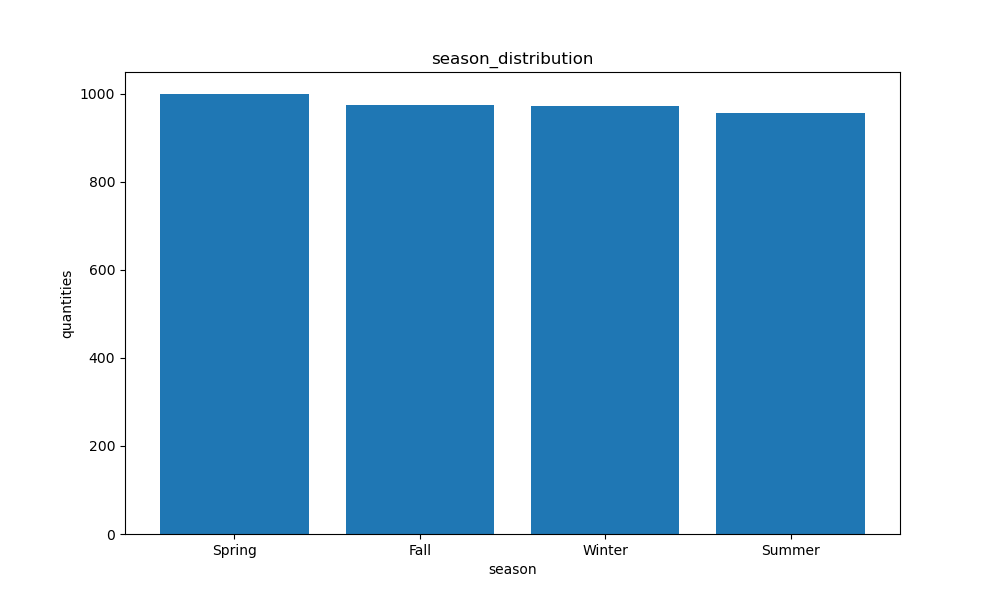 season_distribution
1000
800
600
400
200
0
quantities
Spring Fall Winter Summer
season